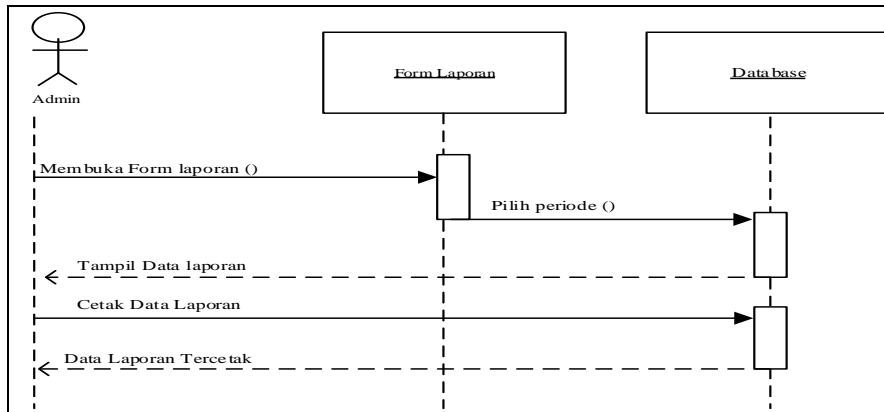 Form Laporan
Database
Admin
Membuka Form laporan ()
Pilih periode ()
Tampil Data laporan
Cetak Data Laporan
Data Laporan Tercetak